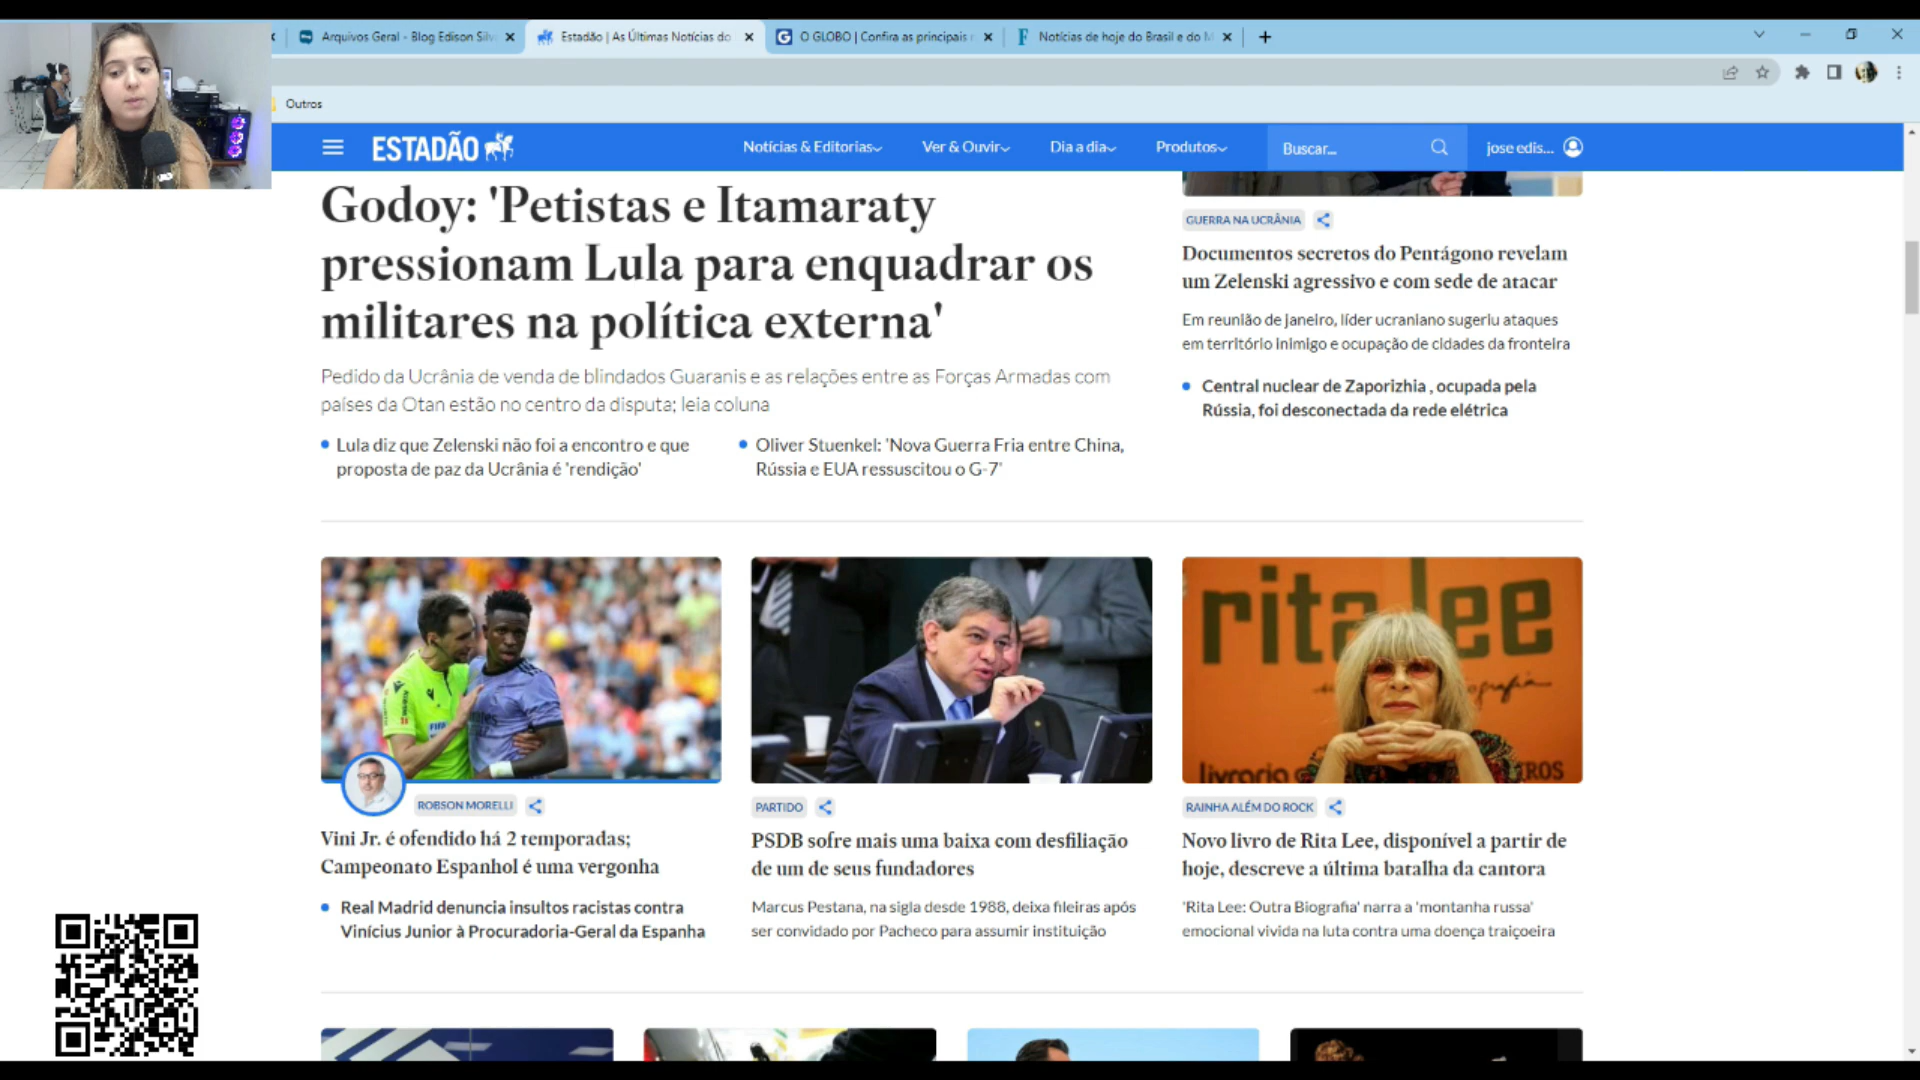 Arquivos Geral - Blog Edison Silv
Estadão | As Últimas Notícias do
O GLOBO | Confira as principais
Notícias de hoje do Brasil e do M
Outros
ESTADÃO
Notícias & Editorias
Ver & Ouvir
Dia a dia
Produtos
Buscar...
jose edis...
Godoy: 'Petistas e Itamaraty
pressionam Lula para enquadrar os
militares na política externa'
Pedido da Ucrânia de venda de blindados Guaranis e as relações entre as Forças Armadas com
países da Otan estão no centro da disputa; leia coluna
Lula diz que Zelenski não foi a encontro e que
proposta de paz da Ucrânia é 'rendição'
Oliver Stuenkel: 'Nova Guerra Fria entre China,
Rússia e EUA ressuscitou o G-7'
GUERRA NA UCRÂNIA
Documentos secretos do Pentágono revelam
um Zelenski agressivo e com sede de atacar
Em reunião de janeiro, líder ucraniano sugeriu ataques
em território inimigo e ocupação de cidades da fronteira
Central nuclear de Zaporizhia , ocupada pela
Rússia, foi desconectada da rede elétrica
ROBSON MORELLI
Vini Jr. é ofendido há 2 temporadas;
Campeonato Espanhol é uma vergonha
Real Madrid denuncia insultos racistas contra
Vinícius Junior à Procuradoria-Geral da Espanha
PARTIDO
PSDB sofre mais uma baixa com desfiliação
de um de seus fundadores
Marcus Pestana, na sigla desde 1988, deixa fileiras após
ser convidado por Pacheco para assumir instituição
rita lee
livraria
RAINHA ALÉM DO ROCK
Novo livro de Rita Lee, disponível a partir de
hoje, descreve a última batalha da cantora
'Rita Lee: Outra Biografia' narra a 'montanha russa'
emocional vivida na luta contra uma doença traiçoeira